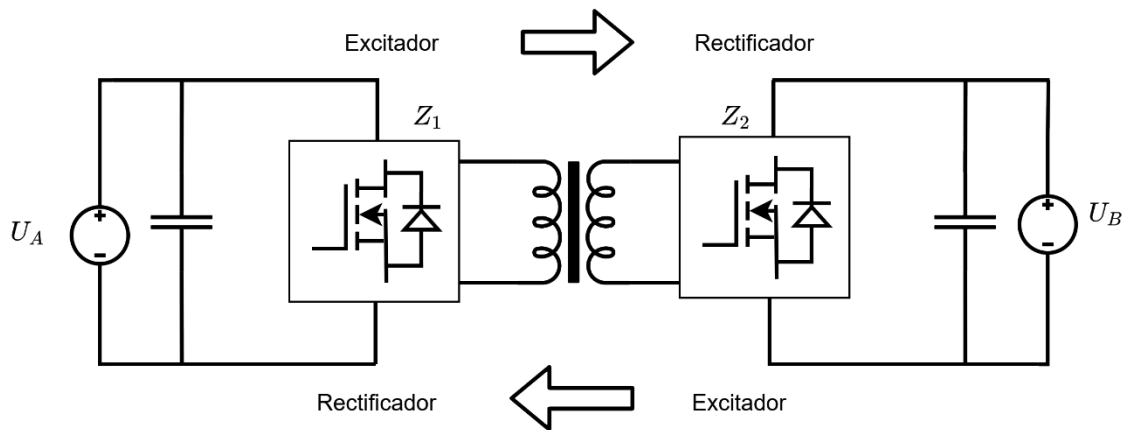 Excitador
Rectificador
Z1
Z2
+
-
UA
+
-
UB
Rectificador
Excitador